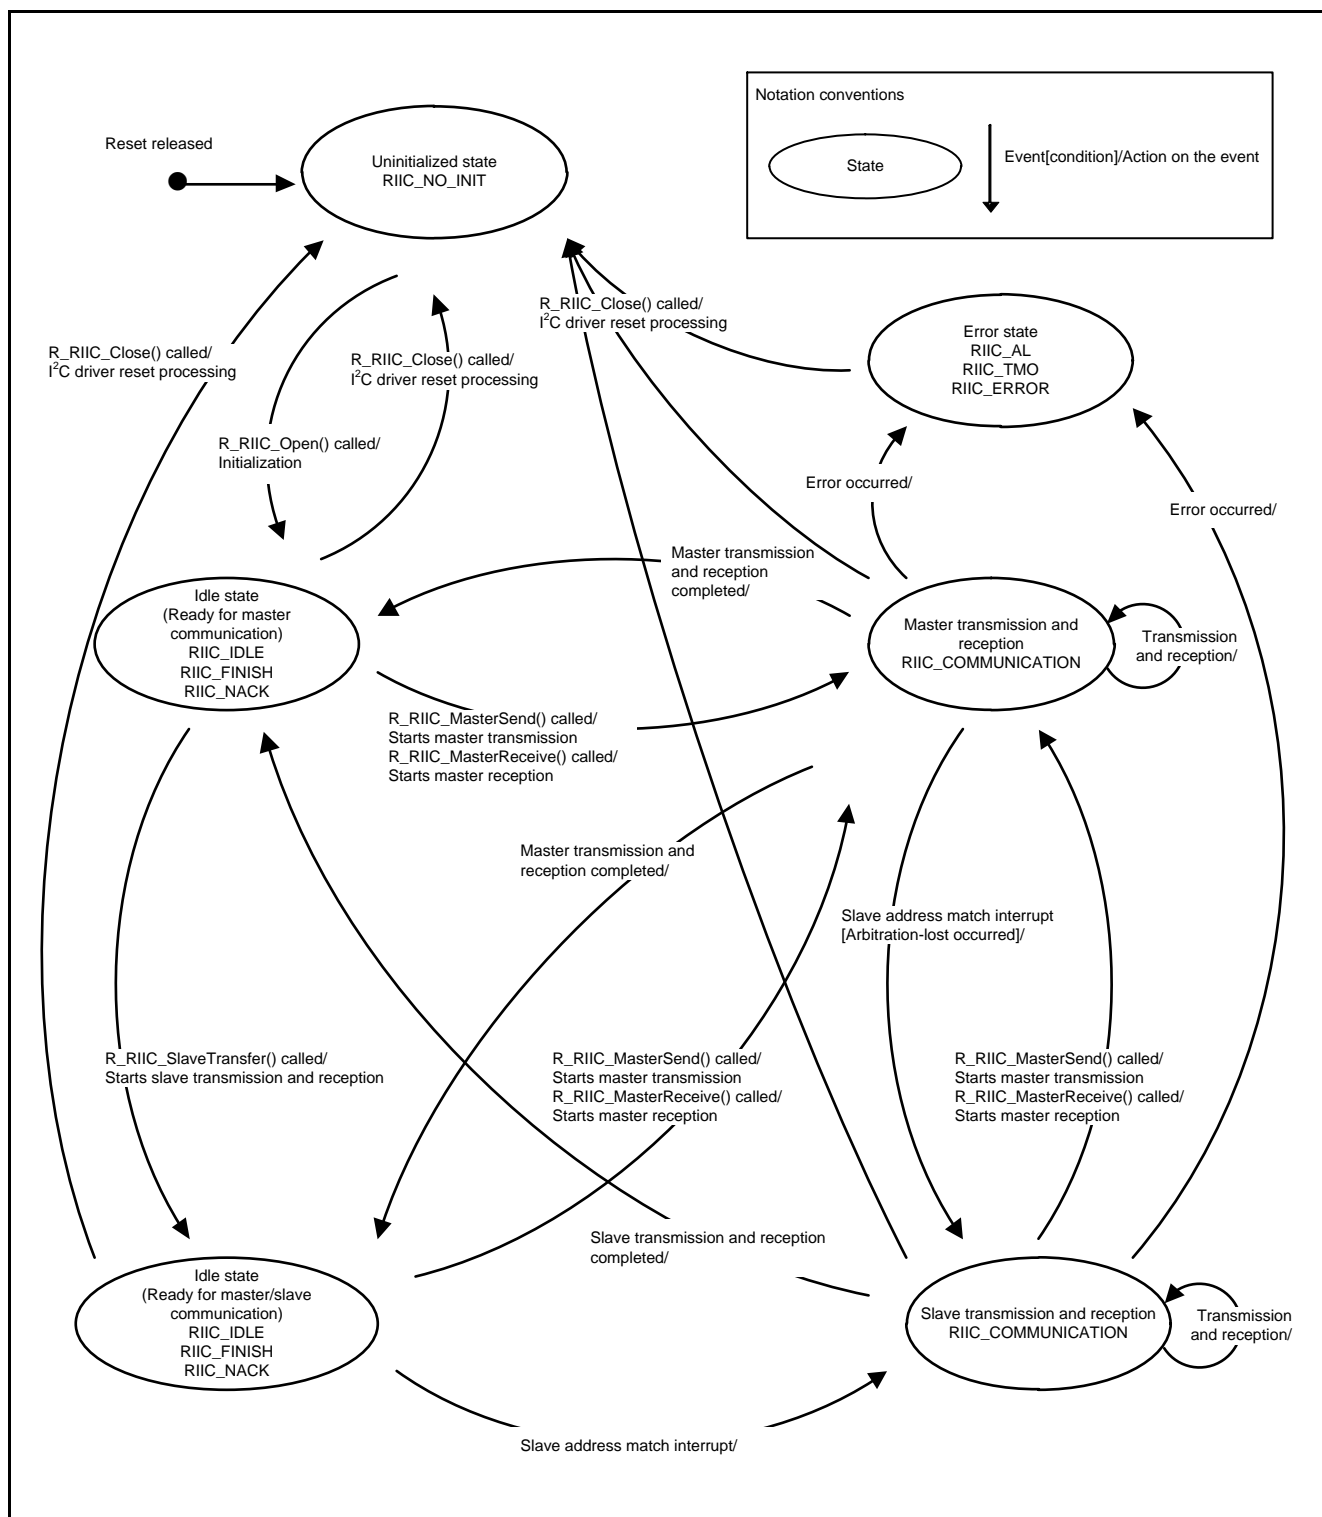 Notation conventions
State
Event[condition]/Action on the event
Reset released
Uninitialized state
RIIC_NO_INIT
R_RIIC_Close() called/
I²C driver reset processing
R_RIIC_Close() called/
I²C driver reset processing
R_RIIC_Close() called/
I²C driver reset processing
Error state
RIIC_AL
RIIC_TMO
RIIC_ERROR
R_RIIC_Open() called/
Initialization
Error occurred/
Error occurred/
Master transmission
and reception
completed/
Idle state
(Ready for master
communication)
RIIC_IDLE
RIIC_FINISH
RIIC_NACK
Master transmission and
reception
RIIC_COMMUNICATION
Transmission
and reception/
R_RIIC_MasterSend() called/
Starts master transmission
R_RIIC_MasterReceive() called/
Starts master reception
Master transmission and
reception completed/
Slave address match interrupt
[Arbitration-lost occurred]/
R_RIIC_SlaveTransfer() called/
Starts slave transmission and reception
R_RIIC_MasterSend() called/
Starts master transmission
R_RIIC_MasterReceive() called/
Starts master reception
R_RIIC_MasterSend() called/
Starts master transmission
R_RIIC_MasterReceive() called/
Starts master reception
Slave transmission and reception
completed/
Idle state
(Ready for master/slave
communication)
RIIC_IDLE
RIIC_FINISH
RIIC_NACK
Slave transmission and reception
RIIC_COMMUNICATION
Transmission
and reception/
Slave address match interrupt/